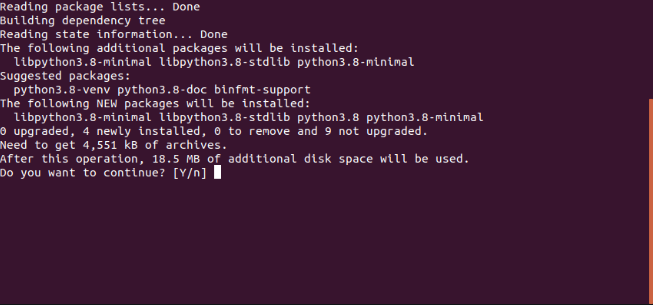 Reading package lists... Done
Building dependency tree
Reading state information... Done
The following additional packages will be installed:
  libpython3.8-minimal libpython3.8-stdlib python3.8-minimal
Suggested packages:
  python3.8-venv python3.8-doc binfmt-support
The following NEW packages will be installed:
  libpython3.8-minimal libpython3.8-stdlib python3.8 python3.8-minimal
0 upgraded, 4 newly installed, 0 to remove and 9 not upgraded.
Need to get 4,551 kB of archives.
After this operation, 18.5 MB of additional disk space will be used.
Do you want to continue? [Y/n]